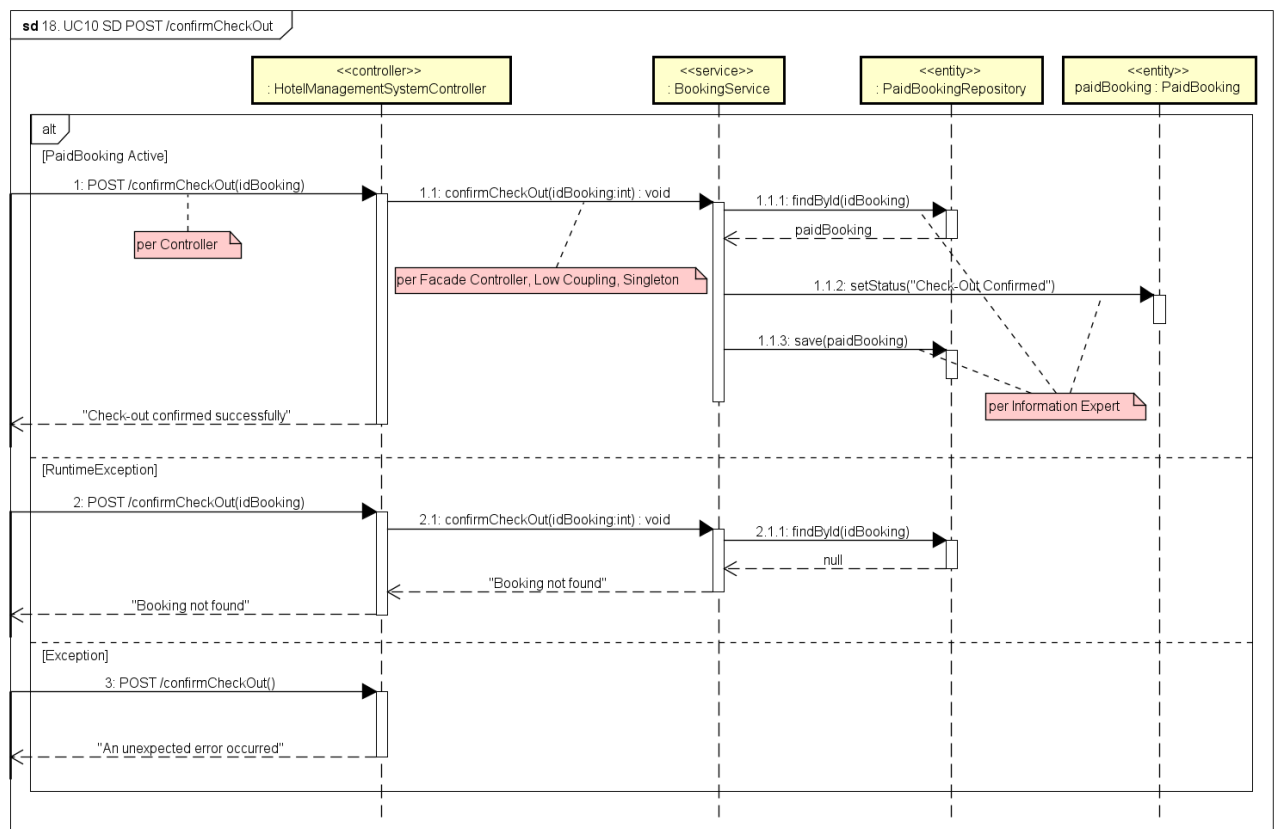 sd 18. UC10 SD POST /confirmCheckOut
<<controller>>
: HotelManagementSystemController
<<service>>
: BookingService
<<entity>>
: PaidBookingRepository
<<entity>>
paidBooking : PaidBooking
alt
[PaidBooking Active]
1: POST /confirmCheckOut(idBooking)
1.1: confirmCheckOut(idBooking:int) : void
1.1.1: findById(idBooking)
paidBooking
per Controller
per Facade Controller, Low Coupling, Singleton
1.1.2: setStatus("Check-Out Confirmed")
1.1.3: save(paidBooking)
per Information Expert
"Check-out confirmed successfully"
[RuntimeException]
2: POST /confirmCheckOut(idBooking)
2.1: confirmCheckOut(idBooking:int) : void
2.1.1: findById(idBooking)
null
"Booking not found"
"Booking not found"
[Exception]
3: POST /confirmCheckOut()
"An unexpected error occurred"